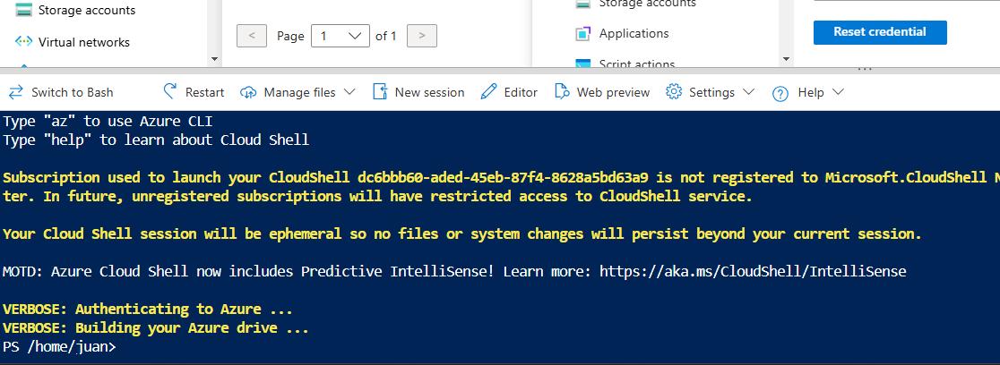 Storage accounts
Virtual networks
< Page 1 of 1 >
Storage accounts
Applications
Script actions
Reset credential
Switch to Bash Restart Manage files New session Editor Web preview Settings Help
Type "az" to use Azure CLI
Type "help" to learn about Cloud Shell
Subscription used to launch your CloudShell dc6bbb60-aded-45eb-87f4-8628a5bd63a9 is not registered to Microsoft.CloudShell N
ter. In future, unregistered subscriptions will have restricted access to CloudShell service.
Your Cloud Shell session will be ephemeral so no files or system changes will persist beyond your current session.
MOTD: Azure Cloud Shell now includes Predictive IntelliSense! Learn more: https://aka.ms/CloudShell/IntelliSense
VERBOSE: Authenticating to Azure ...
VERBOSE: Building your Azure drive ...
PS /home/juan>